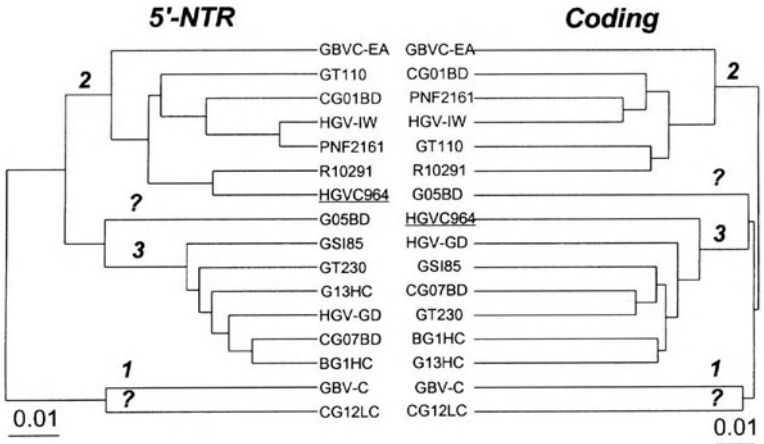 5'-NTR
Coding
GBVC-EA
GT110
CG01BD
HGV-IW
PNF2161
R10291
HGVC964
G05BD
GSI85
GT230
G13HC
HGV-GD
CG07BD
BG1HC
GBV-C
CG12LC
2
?
3
1
?
0.01
GBVC-EA
CG01BD
PNF2161
HGV-IW
GT110
R10291
G05BD
HGVC964
HGV-GD
GSI85
CG07BD
GT230
BG1HC
G13HC
GBV-C
CG12LC
2
?
3
1
?
0.01